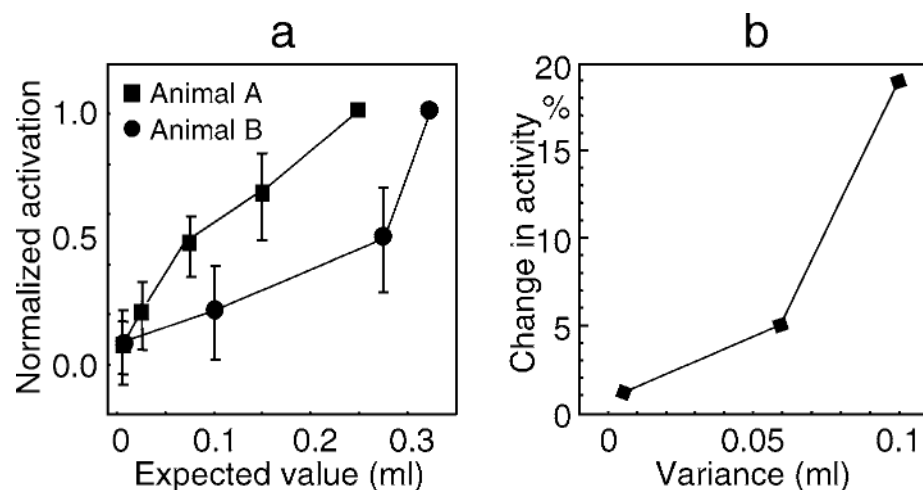 a
Normalized activation
1.0
0.5
0.0
Animal A
Animal B
0
0.1
0.2
0.3
Expected value (ml)
b
Change in activity
%
20
15
10
5
0
0
0.05
0.1
Variance (ml)